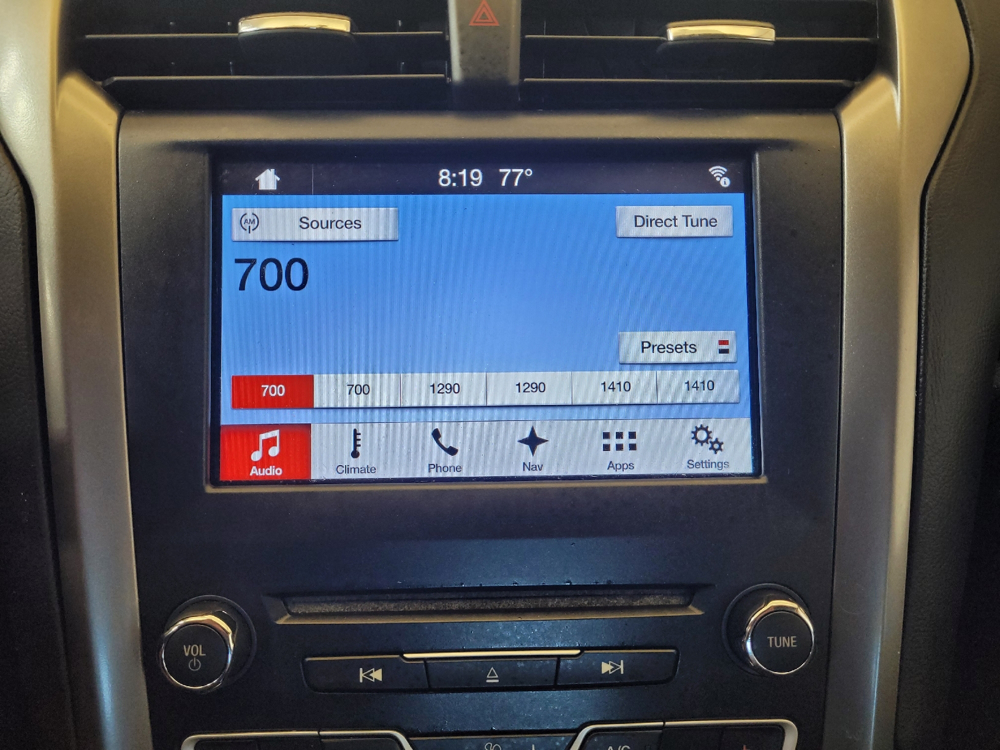 8:19 77°
AM Sources Direct Tune
700
Presets
700 700 1290 1290 1410 1410
Audio Climate Phone Nav Apps Settings
VOL TUNE
A/C